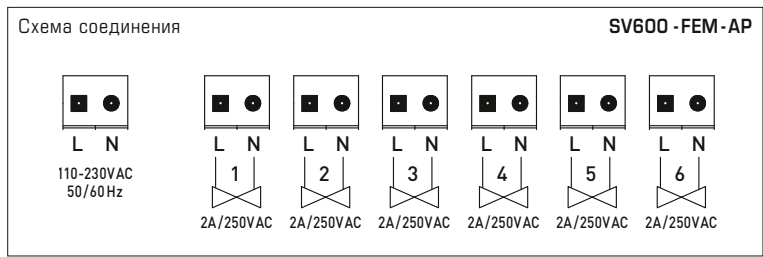 Схема соединения
SV600-FEM-AP
L N L N L N L N L N L N L N
110-230VAC
50/60Hz
1 2 3 4 5 6
2A/250VAC 2A/250VAC 2A/250VAC 2A/250VAC 2A/250VAC 2A/250VAC